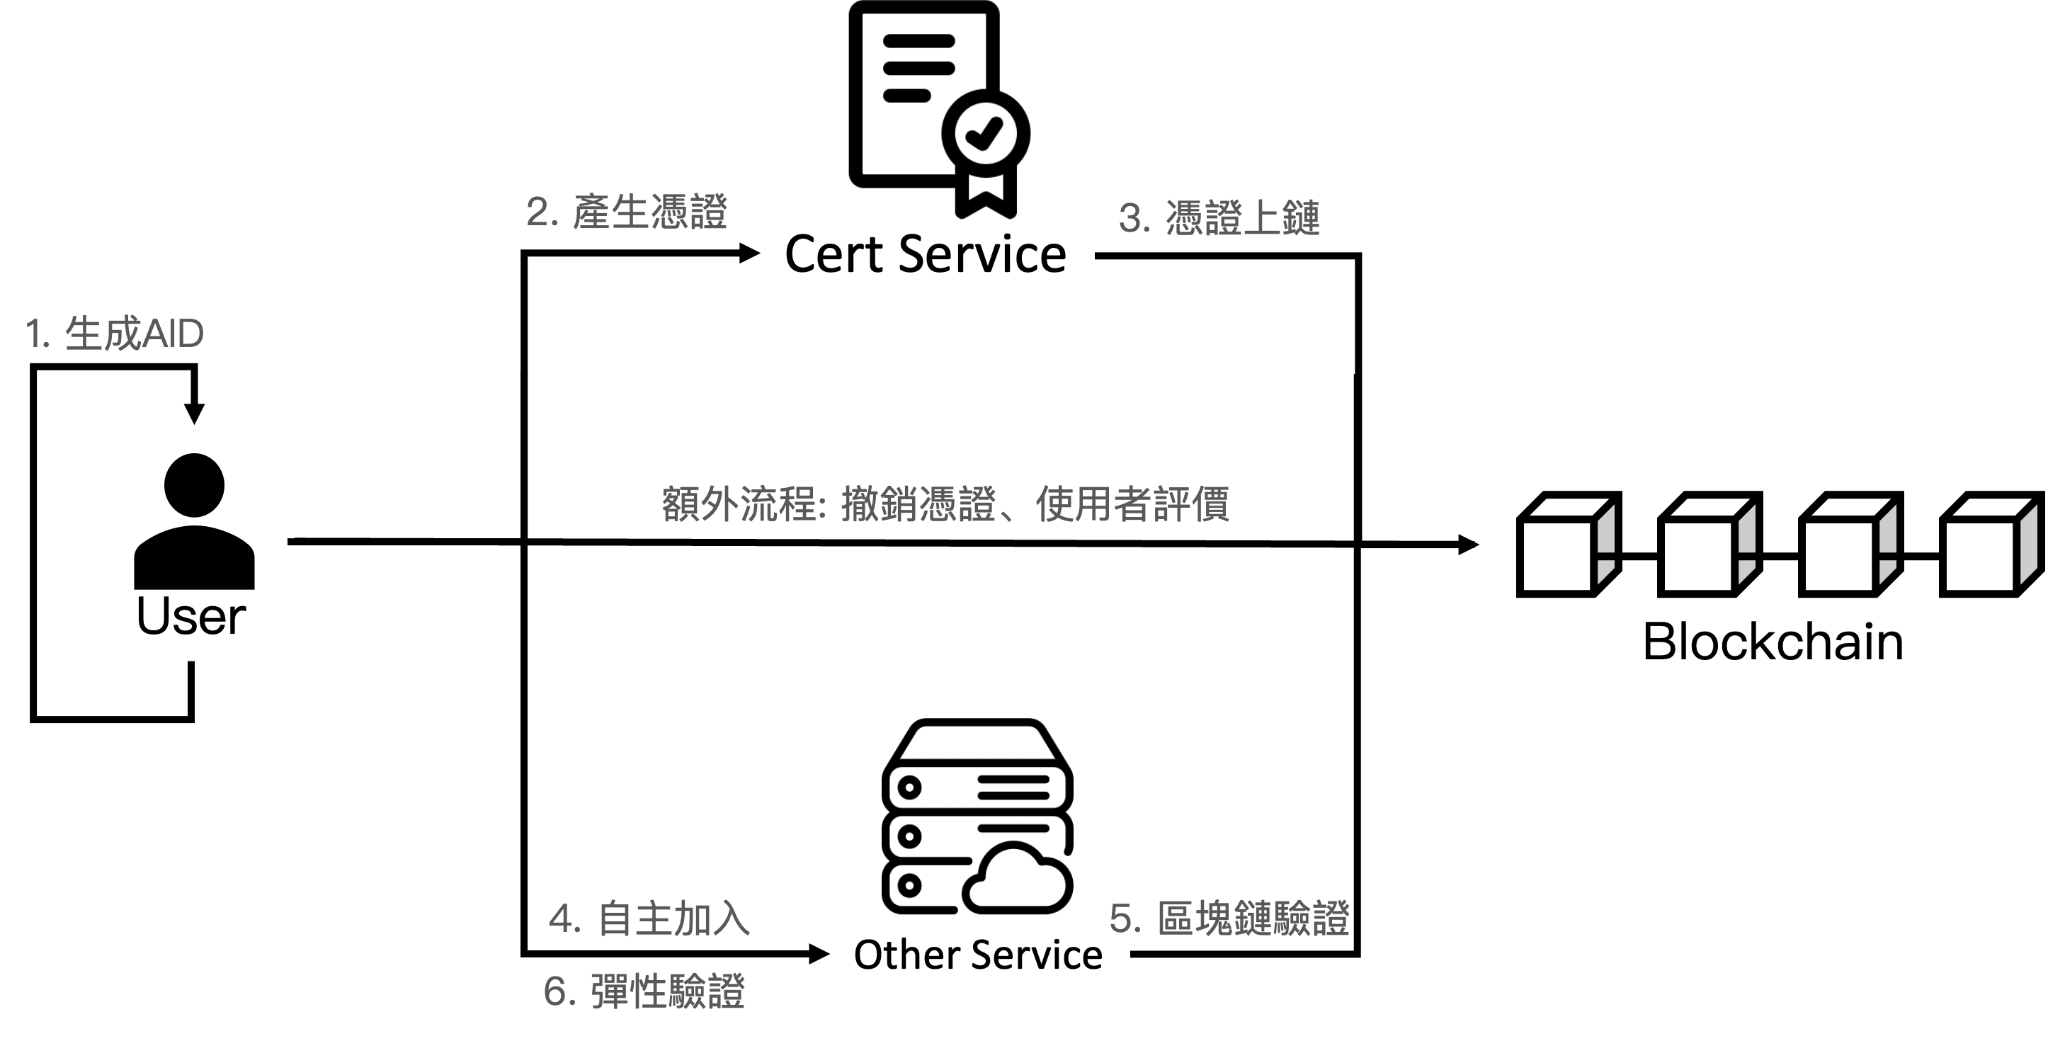 2. 產生憑證
3. 憑證上鏈
Cert Service
1. 生成AID
額外流程: 撤銷憑證、使用者評價
User
Blockchain
4. 自主加入
5. 區塊鏈驗證
Other Service
6. 彈性驗證